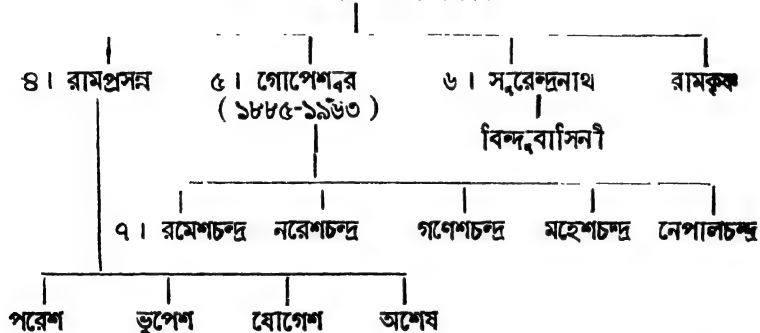 ৪। রামপ্রসন্ন ৫। গোপেশ্বর ৬। সুরেন্দ্রনাথ রামকৃষ্ণ
( ১৮৮৫-১৯৬৩ )
বিন্দুবাসিনী
৭। রমেশচন্দ্র নরেশচন্দ্র গণেশচন্দ্র মহেশচন্দ্র নেপালচন্দ্র
পরেশ ভূপেশ যোগেশ অশেষ